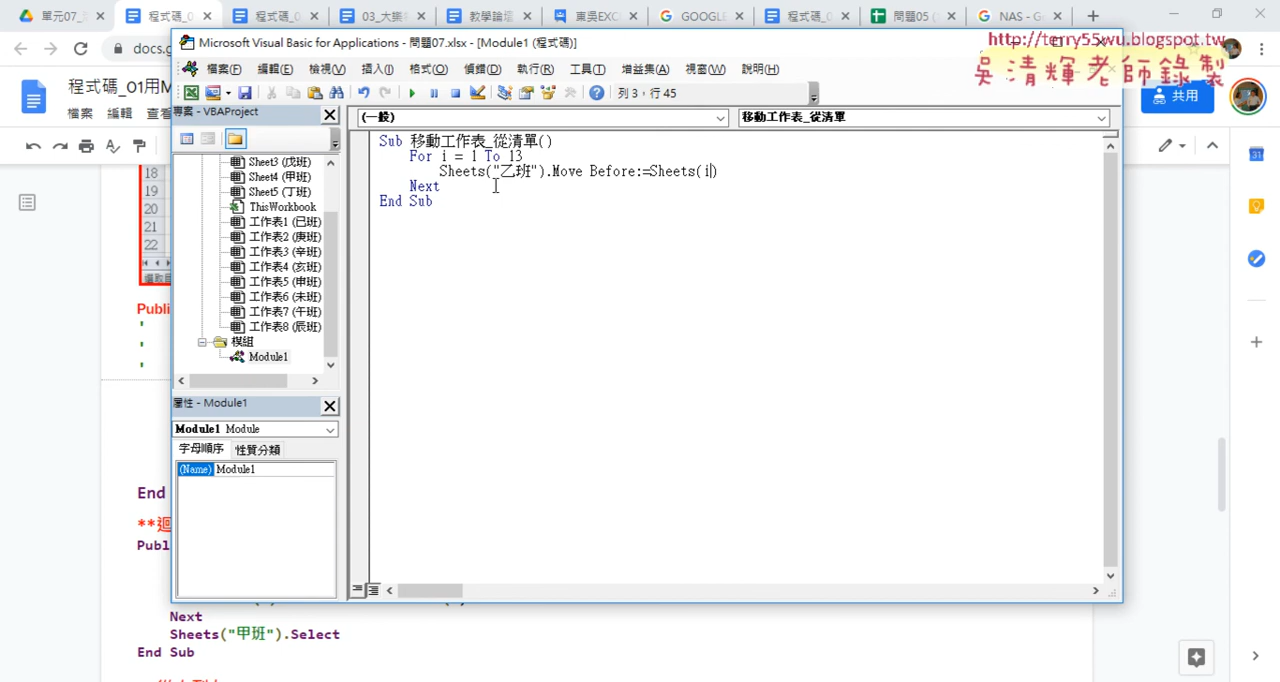 單元07_
程式碼_0
程式碼_0
03_大樂
教學論壇
東吳EXC
GOOGLE
程式碼_0
問題05 (
NAS - G
docs.g
http://terry55wu.blogspot.tw
吳清輝老師錄製
程式碼_01用M
檔案 編輯 查看
共用
Microsoft Visual Basic for Applications - 問題07.xlsx - [Module1 (程式碼)]
檔案(F) 編輯(E) 檢視(V) 插入(I) 格式(O) 偵錯(D) 執行(R) 工具(T) 增益集(A) 視窗(W) 說明(H)
列 3，行 45
專案 - VBAProject
(一般)
移動工作表_從清單
Sheet3 (戊班)
Sheet4 (甲班)
Sheet5 (丁班)
ThisWorkbook
工作表1 (巳班)
工作表2 (庚班)
工作表3 (辛班)
工作表4 (亥班)
工作表5 (申班)
工作表6 (未班)
工作表7 (午班)
工作表8 (辰班)
模組
Module1
屬性 - Module1
Module1 Module
字母順序 性質分類
(Name) Module1
Sub 移動工作表_從清單()
For i = 1 To 13
Sheets("乙班").Move Before:=Sheets(i)
Next
End Sub
18
19
20
21
22
Publi
'
'
'
End
Publ
Next
Sheets("甲班").Select
End Sub